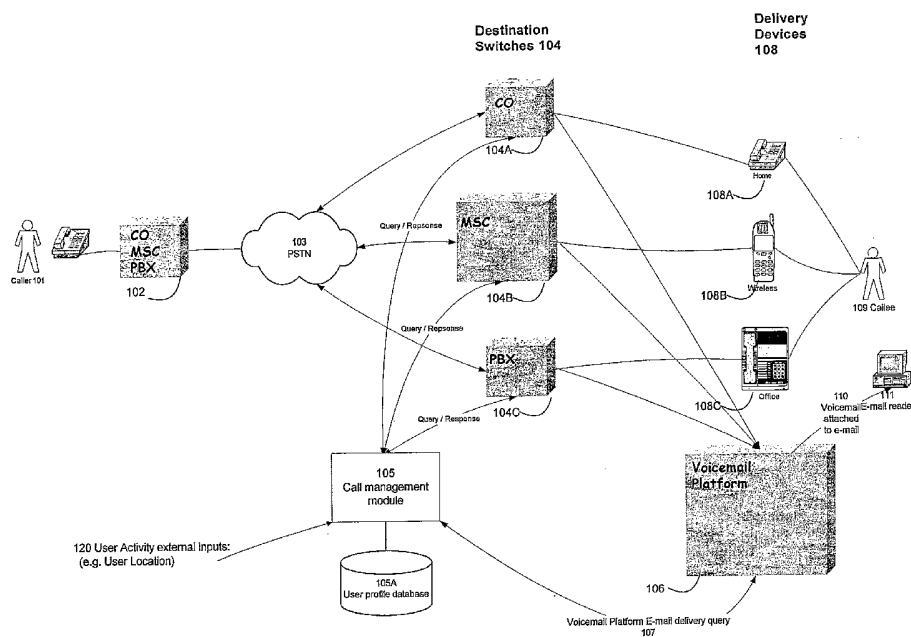 Destination
Switches 104
Delivery
Devices
108
CO
104A
Home
108A
Caller 101
CO
MSC
PBX
102
103
PSTN
Query / Repsonse
MSC
104B
108B
Wireless
109 Callee
Query / Repsonse
PBX
104C
108C
Office
Query / Response
110
Voicemail
attached
to e-mail
111
E-mail reade
105
Call management
module
Voicemail
Platform
120 User Activity external inputs:
(e.g. User Location)
105A
User profile database
106
Voicemail Platform E-mail delivery query
107